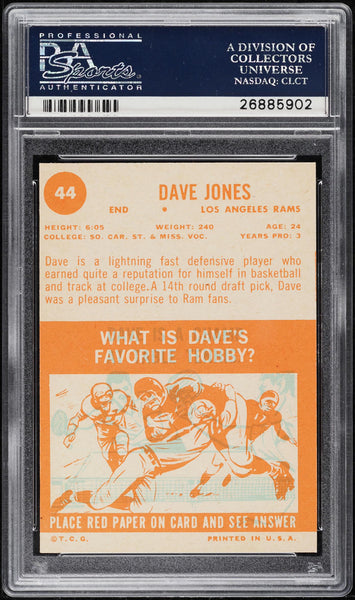 PROFESSIONAL
PSA
Sports
AUTHENTICATOR
A DIVISION OF
COLLECTORS
UNIVERSE
NASDAQ: CLCT
26885902
44
DAVE JONES
END • LOS ANGELES RAMS
HEIGHT: 6:05 WEIGHT: 240 AGE: 24
COLLEGE: SO. CAR. ST. & MISS. VOC. YEARS PRO: 3
Dave is a lightning fast defensive player who
earned quite a reputation for himself in basketball
and track at college. A 14th round draft pick, Dave
was a pleasant surprise to Ram fans.
WHAT IS DAVE'S
FAVORITE HOBBY?
PLACE RED PAPER ON CARD AND SEE ANSWER
©T.C.G. PRINTED IN U.S.A.